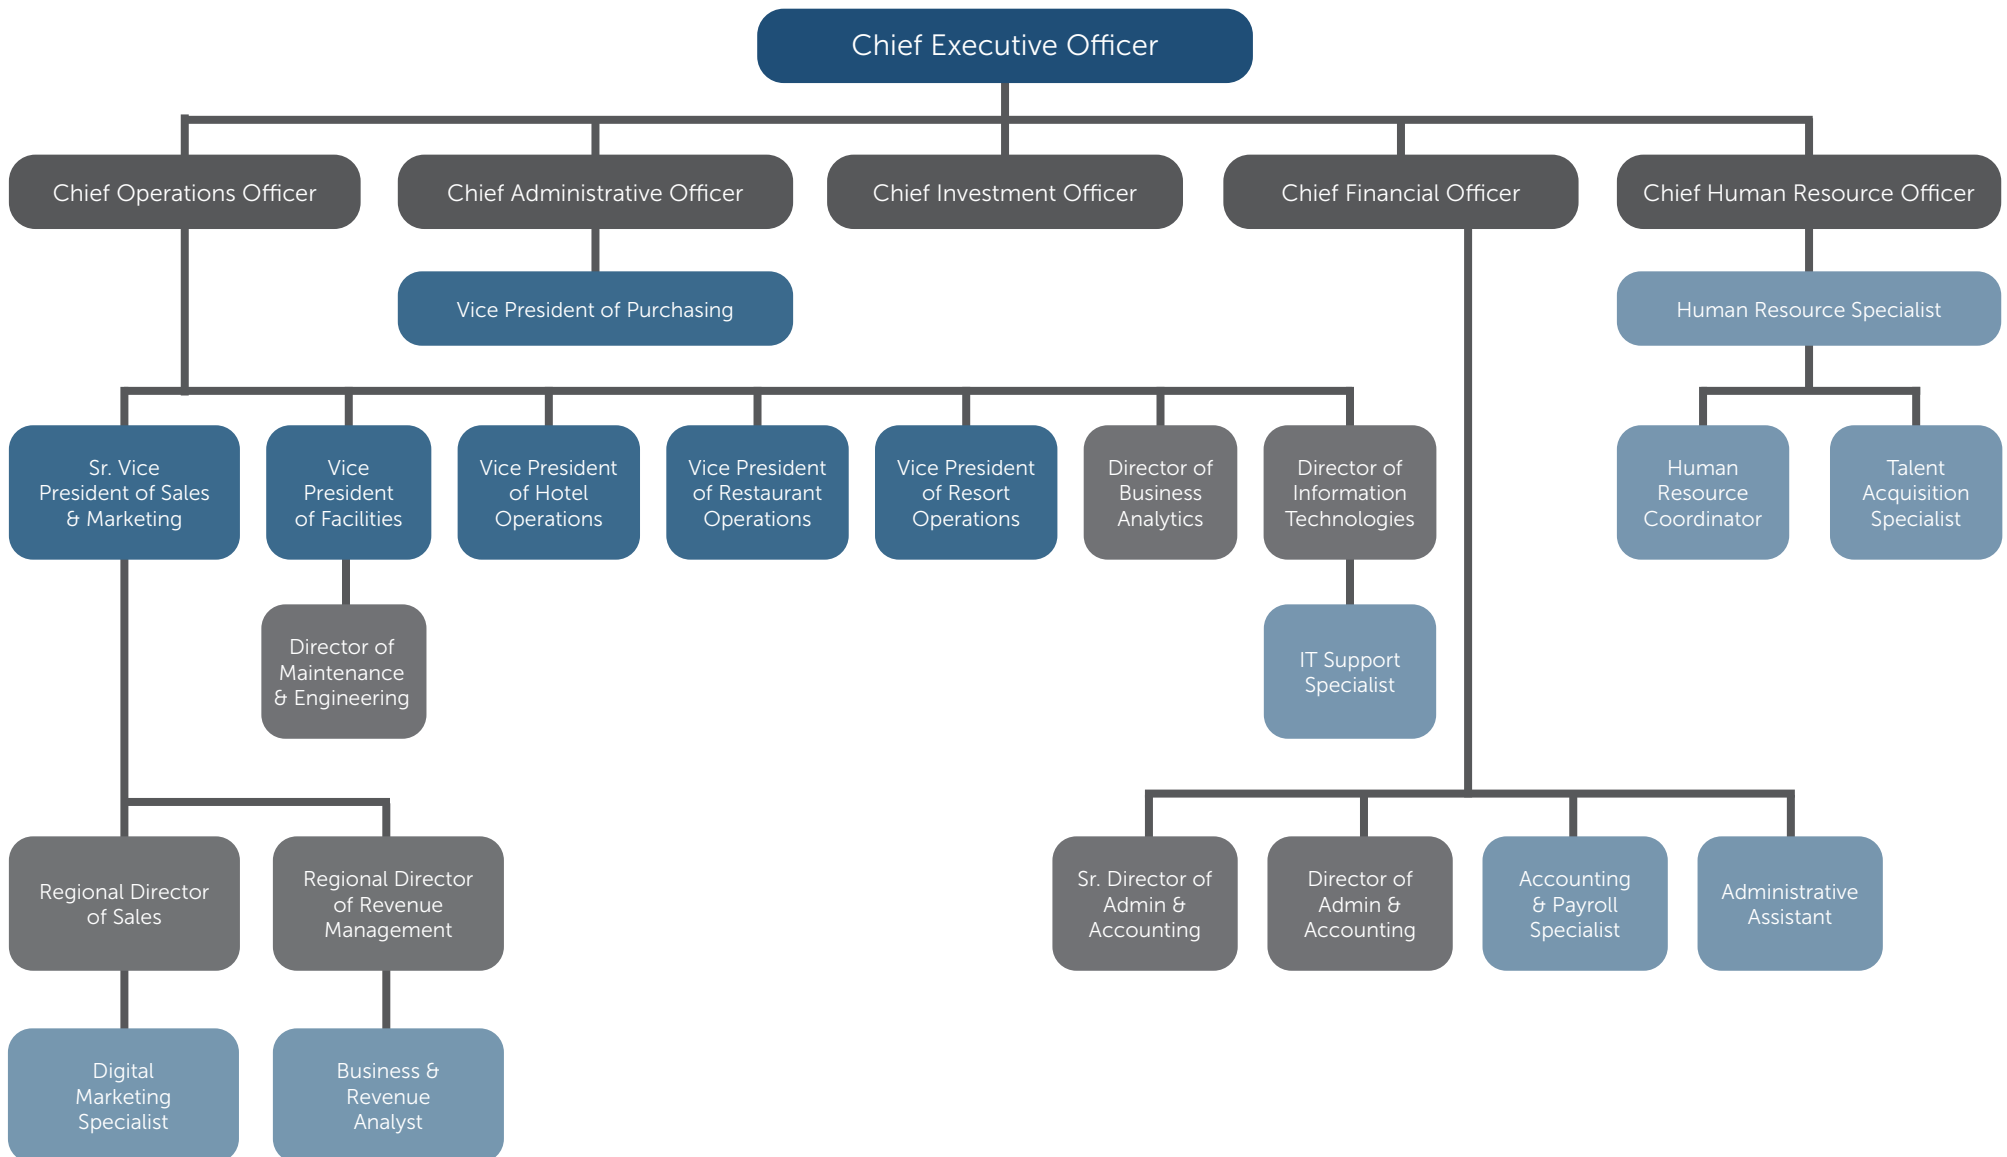 Chief Executive Officer
Chief Operations Officer
Chief Administrative Officer
Chief Investment Officer
Chief Financial Officer
Chief Human Resource Officer
Vice President of Purchasing
Human Resource Specialist
Sr. Vice
President of Sales
& Marketing
Vice
President
of Facilities
Vice President
of Hotel
Operations
Vice President
of Restaurant
Operations
Vice President
of Resort
Operations
Director of
Business
Analytics
Director of
Information
Technologies
Human
Resource
Coordinator
Talent
Acquisition
Specialist
Director of
Maintenance
& Engineering
IT Support
Specialist
Regional Director
of Sales
Regional Director
of Revenue
Management
Sr. Director of
Admin &
Accounting
Director of
Admin &
Accounting
Accounting
& Payroll
Specialist
Administrative
Assistant
Digital
Marketing
Specialist
Business &
Revenue
Analyst